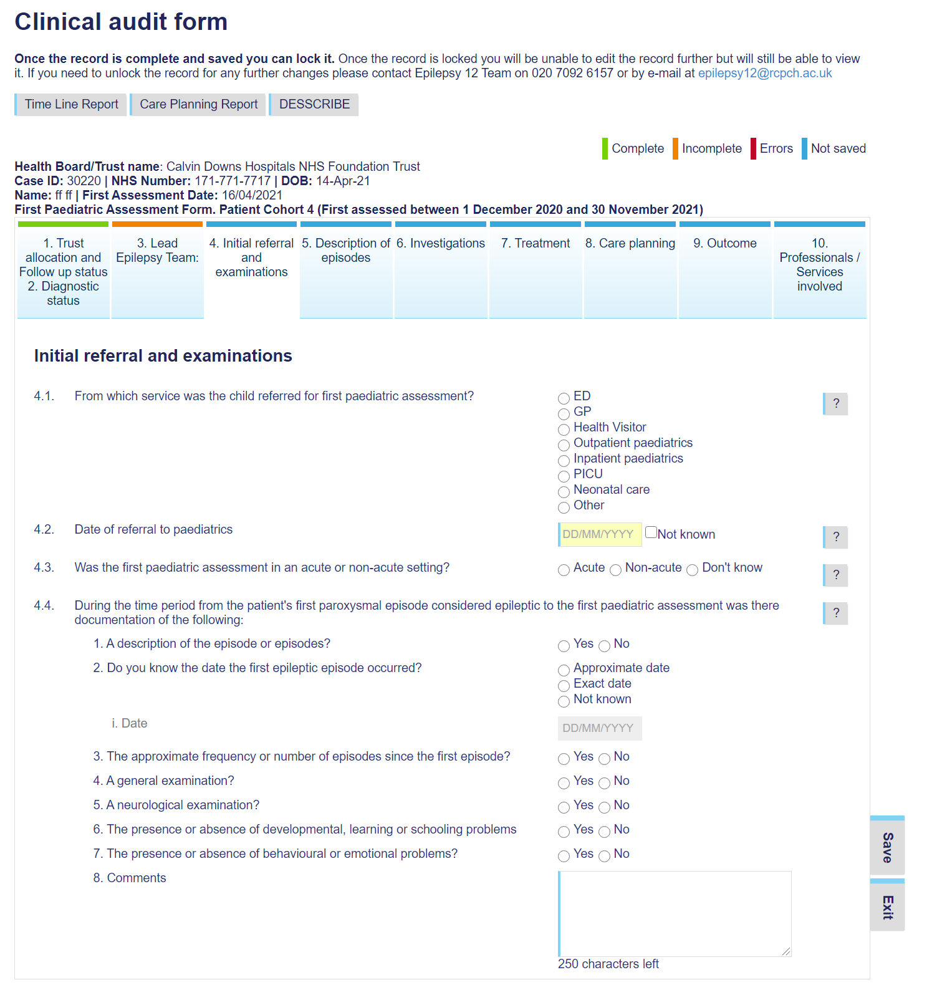 Clinical audit form
Once the record is complete and saved you can lock it. Once the record is locked you will be unable to edit the record further but will still be able to view
it. If you need to unlock the record for any further changes please contact Epilepsy 12 Team on 020 7092 6157 or by e-mail at epilepsy12@rcpch.ac.uk
Time Line Report Care Planning Report DESSCRIBE
Complete Incomplete Errors Not saved
Health Board/Trust name: Calvin Downs Hospitals NHS Foundation Trust
Case ID: 30220 | NHS Number: 171-771-7717 | DOB: 14-Apr-21
Name: ff ff | First Assessment Date: 16/04/2021
First Paediatric Assessment Form. Patient Cohort 4 (First assessed between 1 December 2020 and 30 November 2021)
1. Trust
allocation and
Follow up status
2. Diagnostic
status
3. Lead
Epilepsy Team:
4. Initial referral
and
examinations
5. Description of
episodes
6. Investigations
7. Treatment
8. Care planning
9. Outcome
10.
Professionals /
Services
involved
Initial referral and examinations
4.1. From which service was the child referred for first paediatric assessment? ED ?
GP
Health Visitor
Outpatient paediatrics
Inpatient paediatrics
PICU
Neonatal care
Other
4.2. Date of referral to paediatrics DD/MM/YYYY Not known ?
4.3. Was the first paediatric assessment in an acute or non-acute setting? Acute Non-acute Don't know ?
4.4. During the time period from the patient's first paroxysmal episode considered epileptic to the first paediatric assessment was there ?
documentation of the following:
1. A description of the episode or episodes? Yes No
2. Do you know the date the first epileptic episode occurred? Approximate date
Exact date
Not known
i. Date DD/MM/YYYY
3. The approximate frequency or number of episodes since the first episode? Yes No
4. A general examination? Yes No
5. A neurological examination? Yes No
6. The presence or absence of developmental, learning or schooling problems Yes No
7. The presence or absence of behavioural or emotional problems? Yes No
8. Comments
250 characters left
Save
Exit